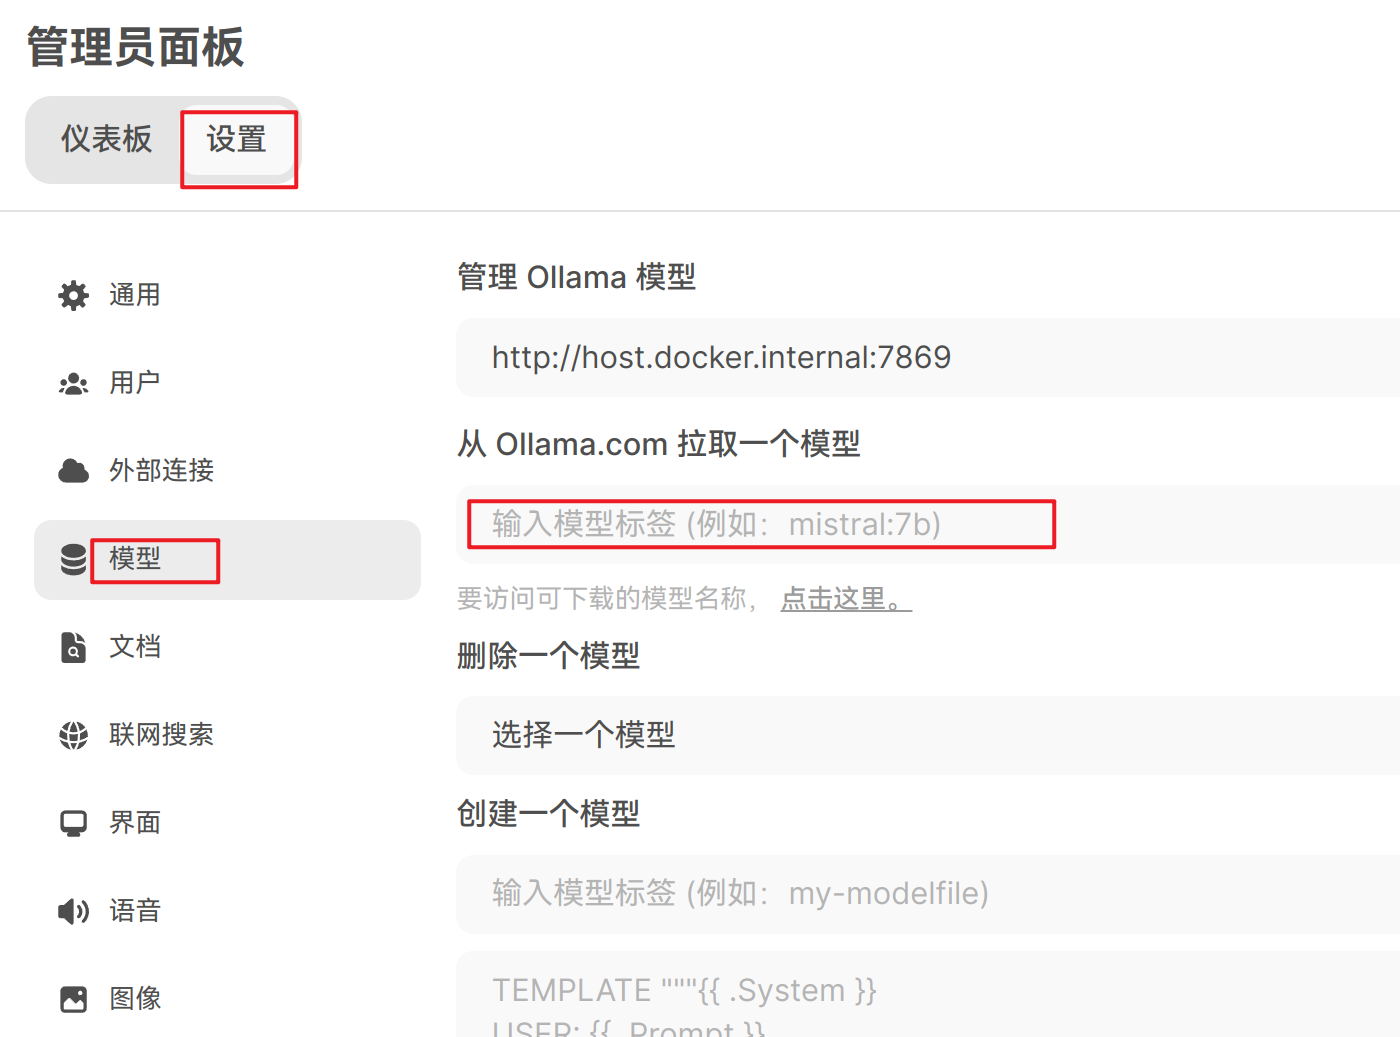 管理员面板
仪表板
设置
通用
用户
外部连接
模型
文档
联网搜索
界面
语音
图像
管理 Ollama 模型
http://host.docker.internal:7869
从 Ollama.com 拉取一个模型
输入模型标签 (例如：mistral:7b)
要访问可下载的模型名称，点击这里。
删除一个模型
选择一个模型
创建一个模型
输入模型标签 (例如：my-modelfile)
TEMPLATE """{{ .System }}
USER: {{ .Prompt }}